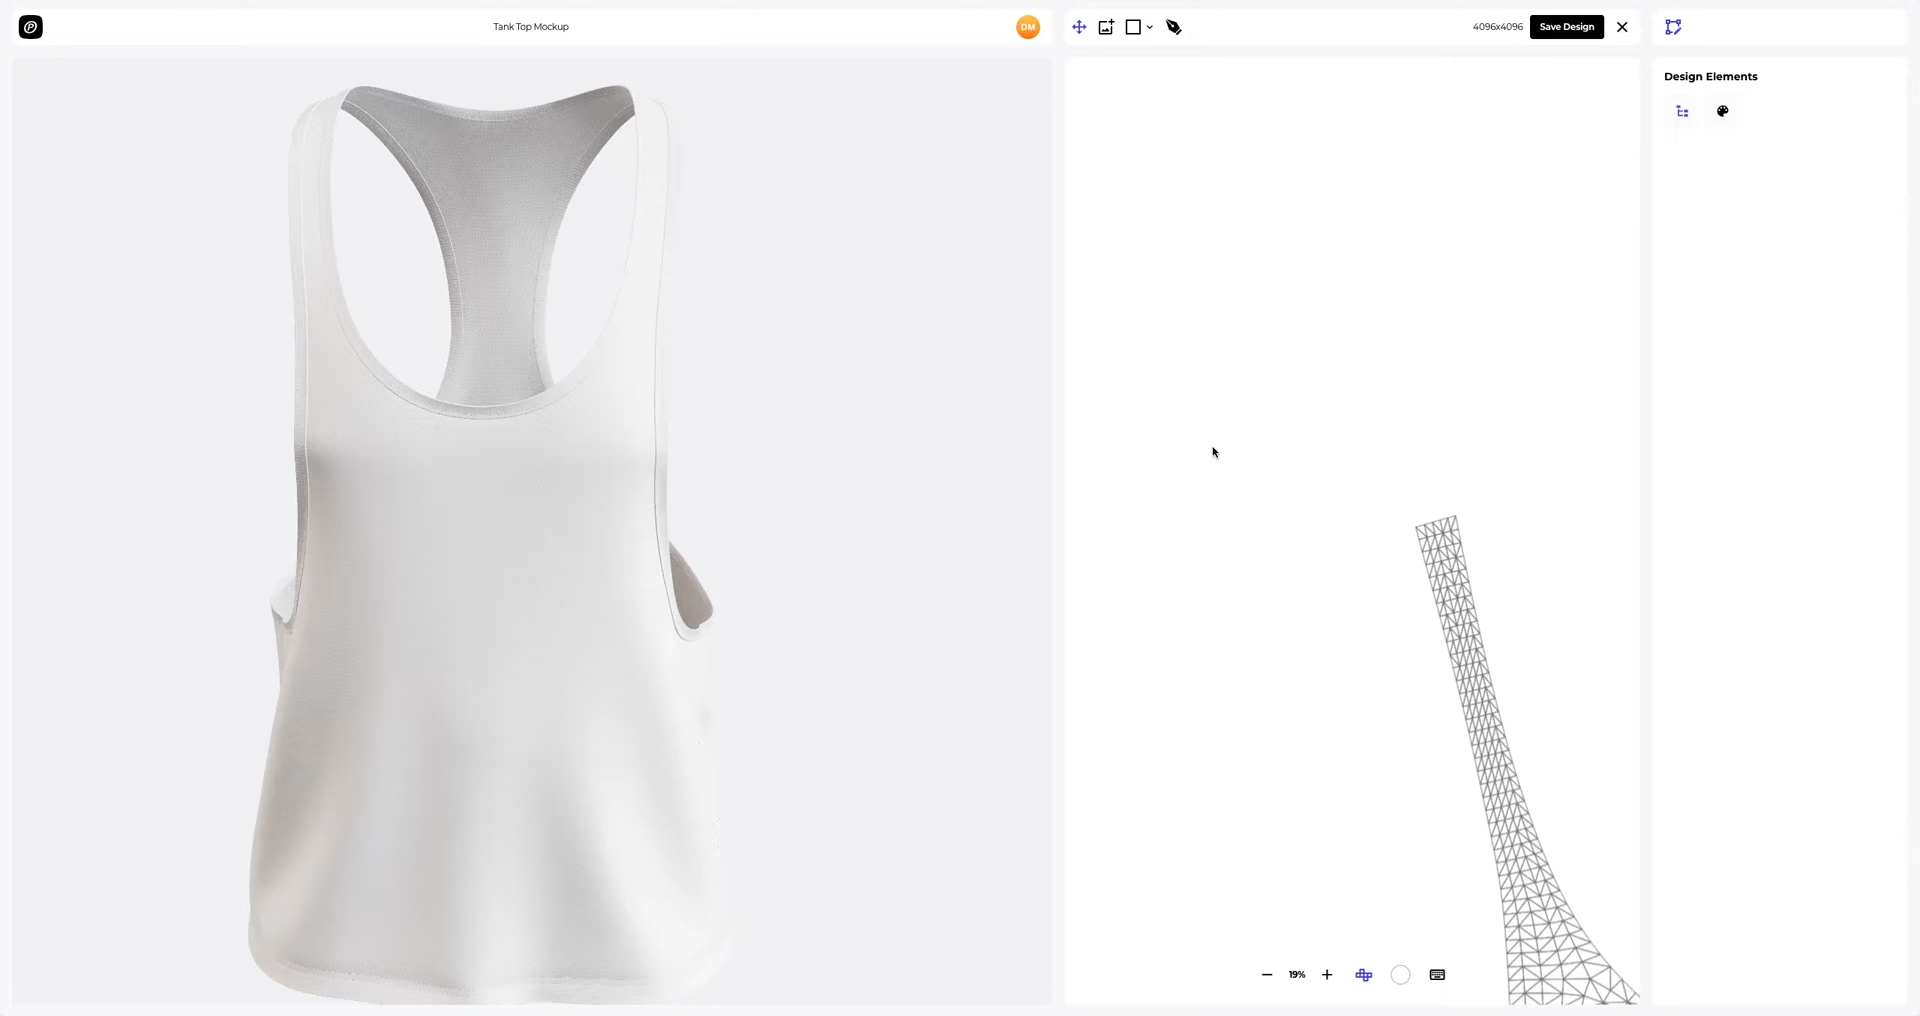 Tank Top Mockup
DM
4096x4096
Save Design
Design Elements
19%